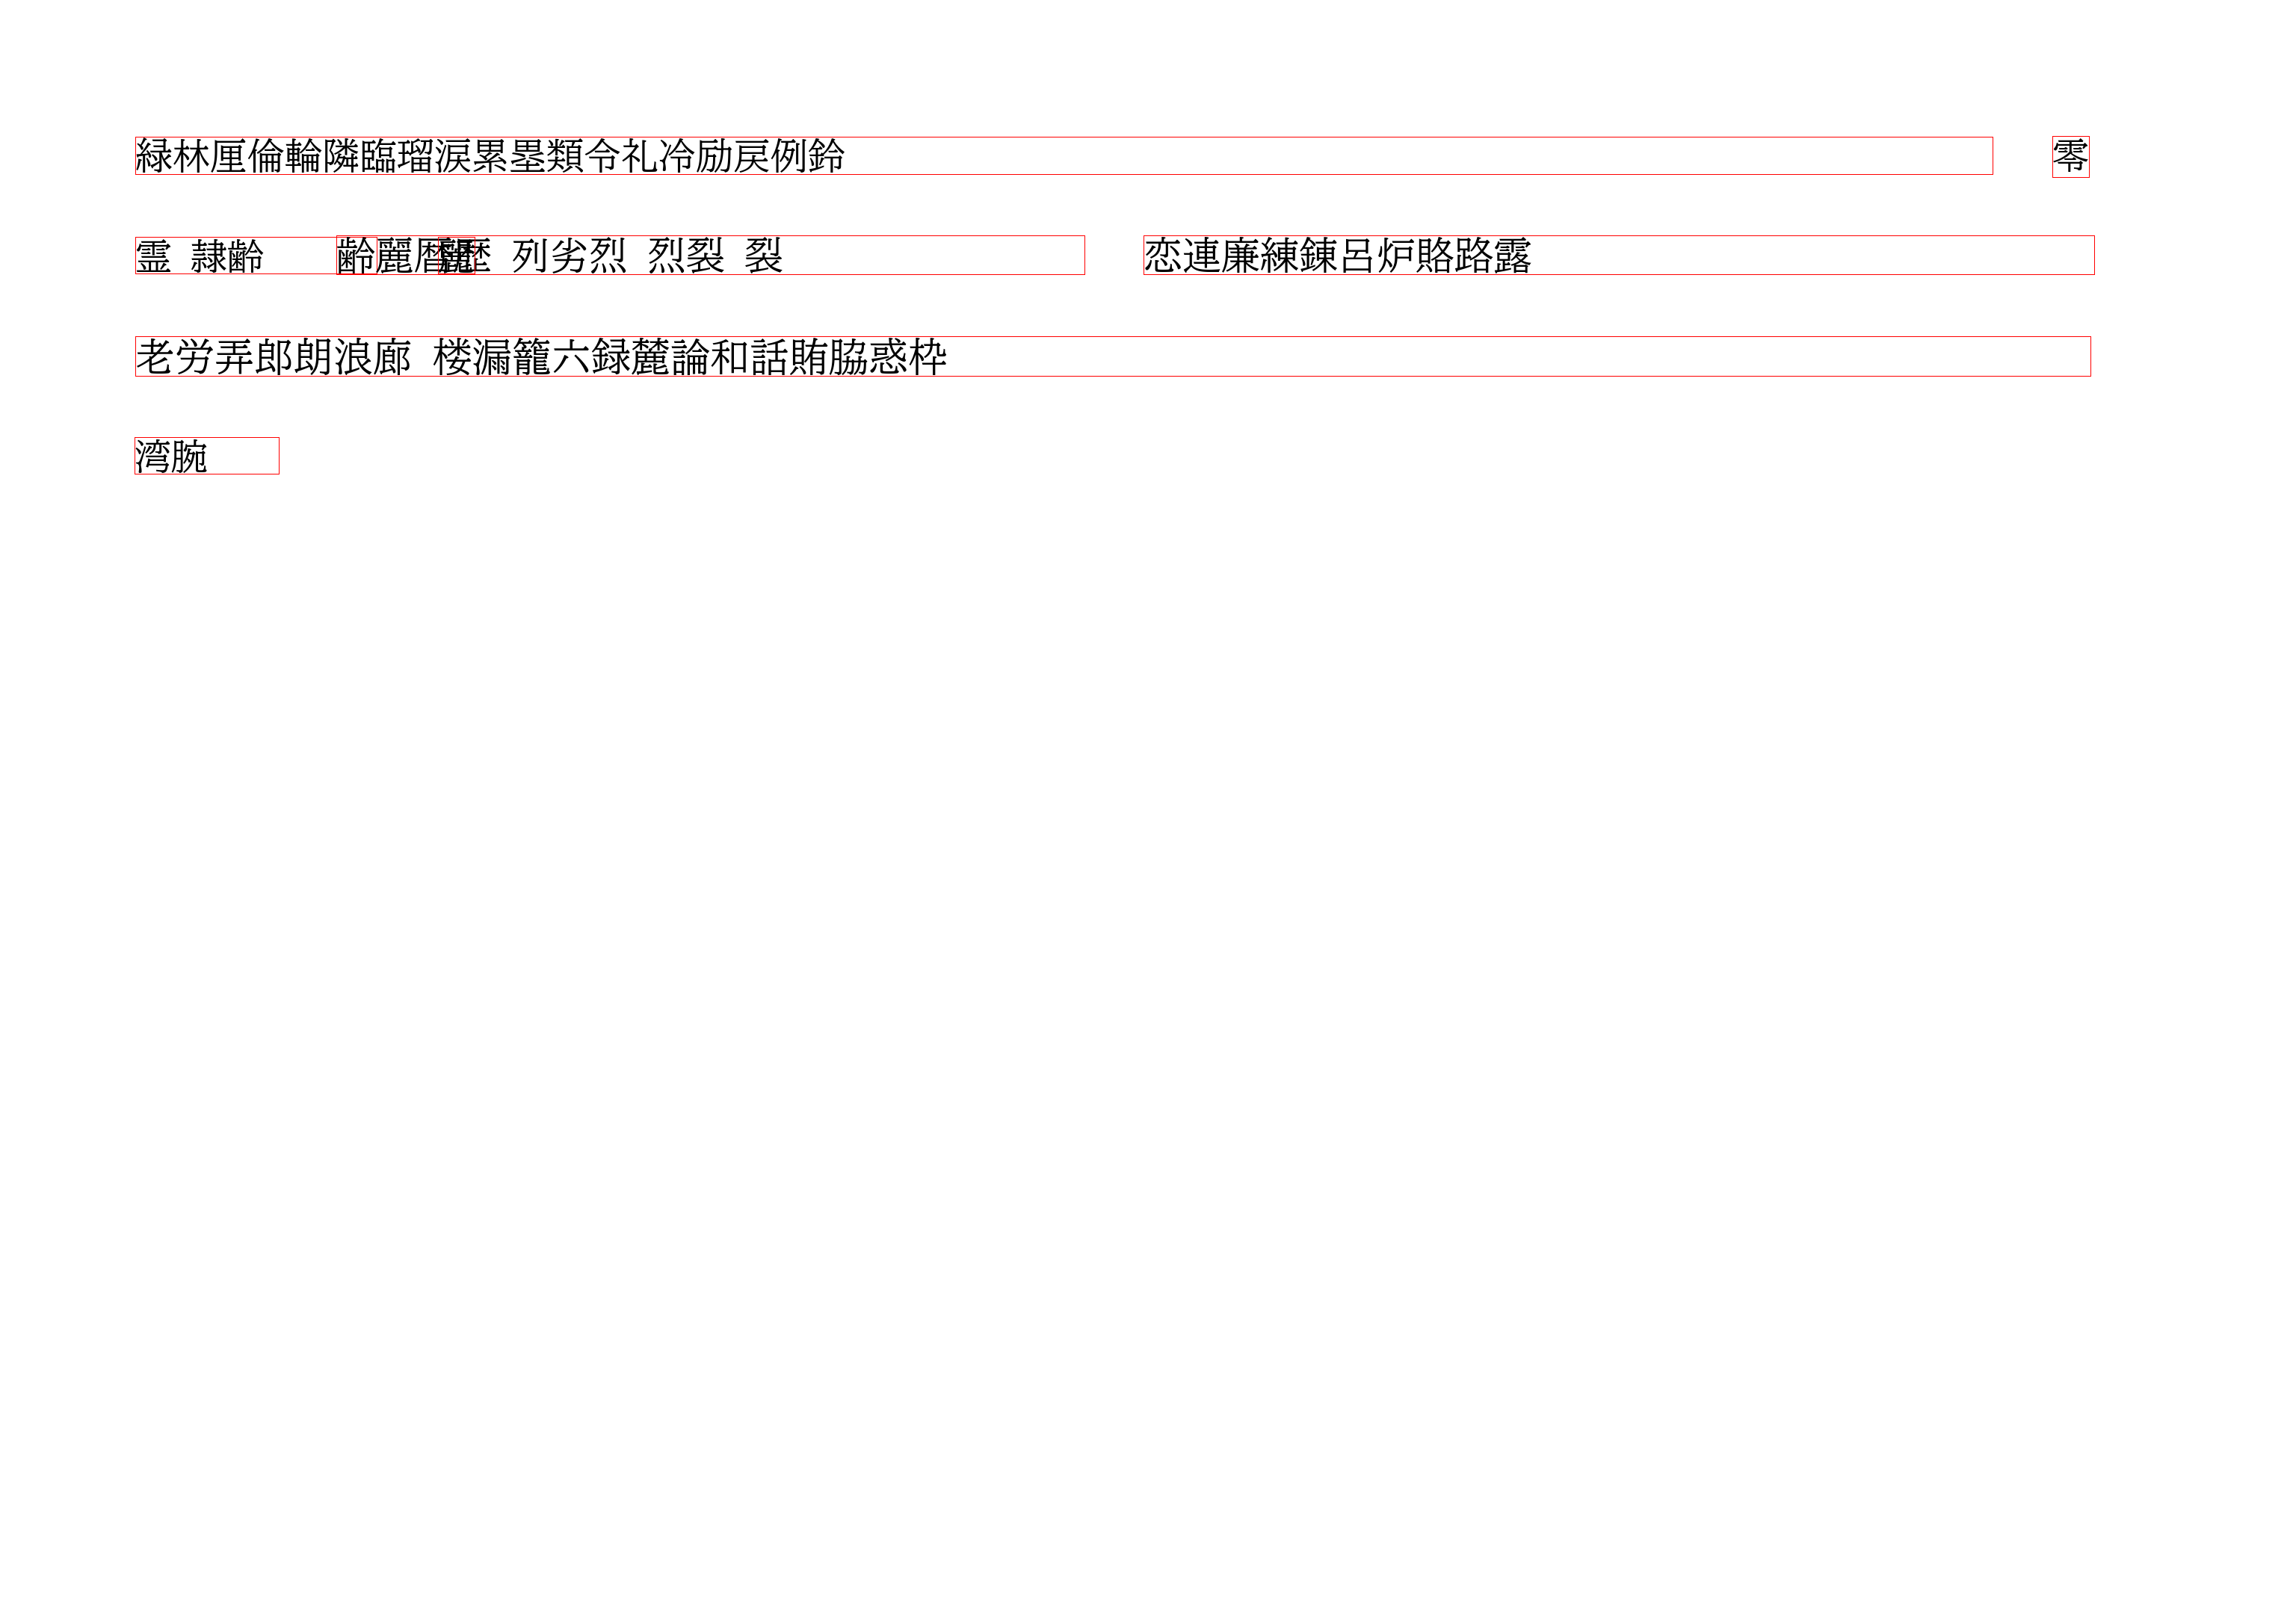 緑林厘倫輪隣臨瑠涙累塁類令礼冷励戻例鈴 零
霊 隷齢 齢麗暦歴 列劣烈 烈裂 裂 恋連廉練錬呂炉賂路露
老労弄郎朗浪廊 楼漏籠六録麓論和話賄脇惑枠
湾腕